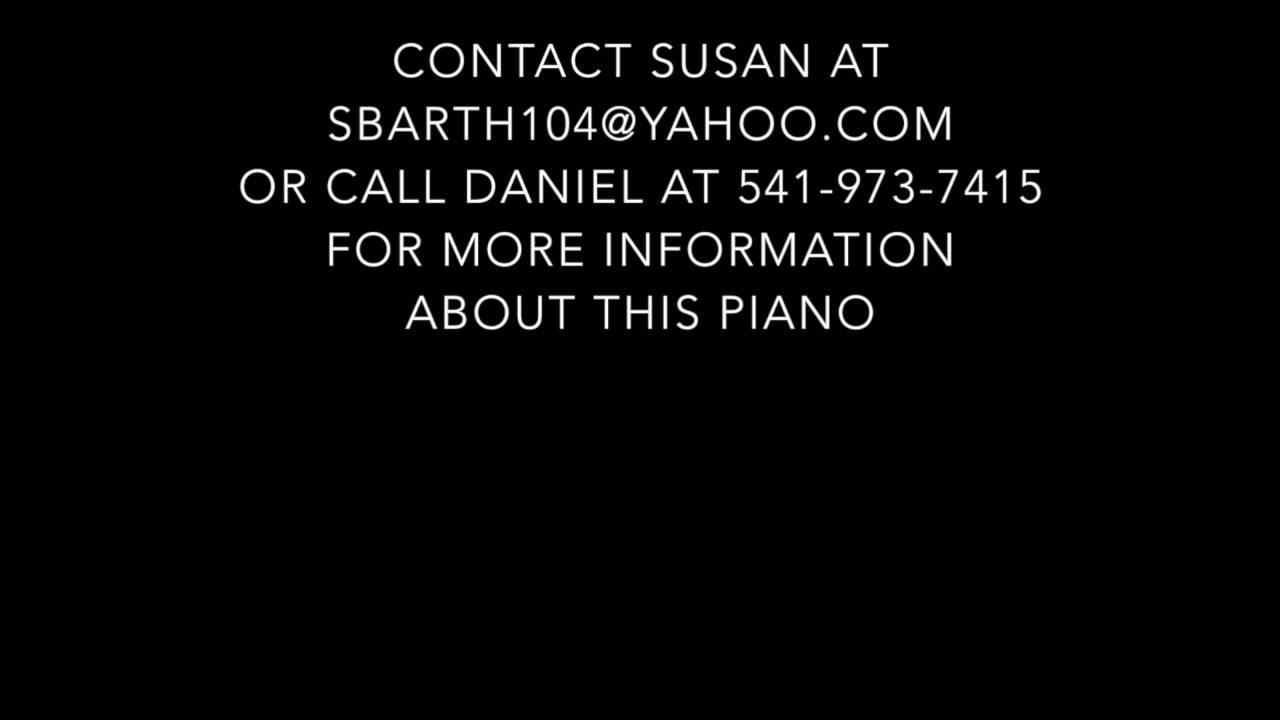 CONTACT SUSAN AT
SBARTH104@YAHOO.COM
OR CALL DANIEL AT 541-973-7415
FOR MORE INFORMATION
ABOUT THIS PIANO